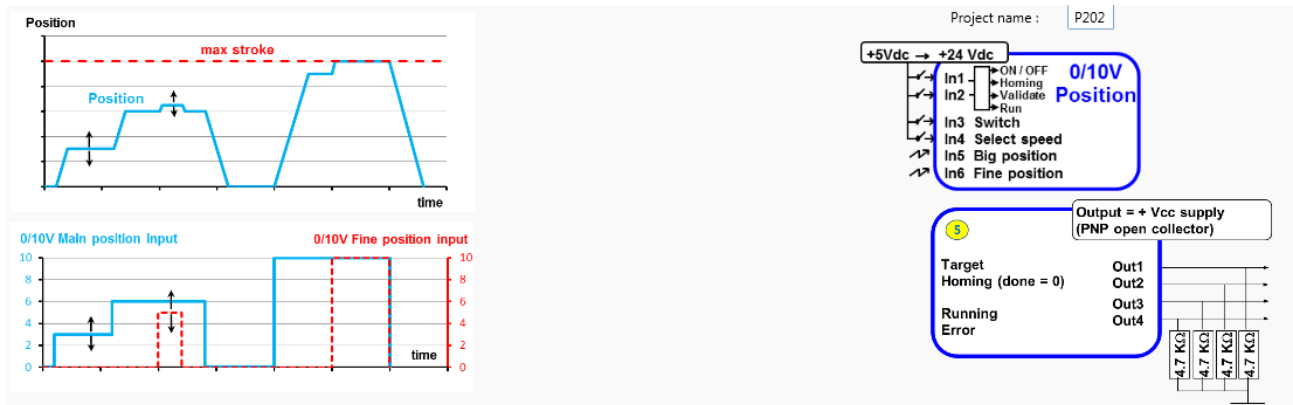 Position
max stroke
Position
time
0/10V Main position Input
0/10V Fine position input
10
8
6
4
2
0
10
8
6
4
2
0
time
Project name :
P202
+5Vdc → +24 Vdc
0/10V
Position
In1
In2
ON / OFF
Homing
Validate
Run
In3 Switch
In4 Select speed
In5 Big position
In6 Fine position
Output = + Vcc supply
(PNP open collector)
5
Target Out1
Homing (done = 0) Out2
Running Out3
Error Out4
4.7 KΩ
4.7 KΩ
4.7 KΩ
4.7 KΩ